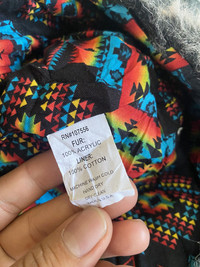 RN#107556
FUR:
100% ACRYLIC
LINER:
100% COTTON
MACHINE WASH COLD
HANG DRY
DRY CLEAN